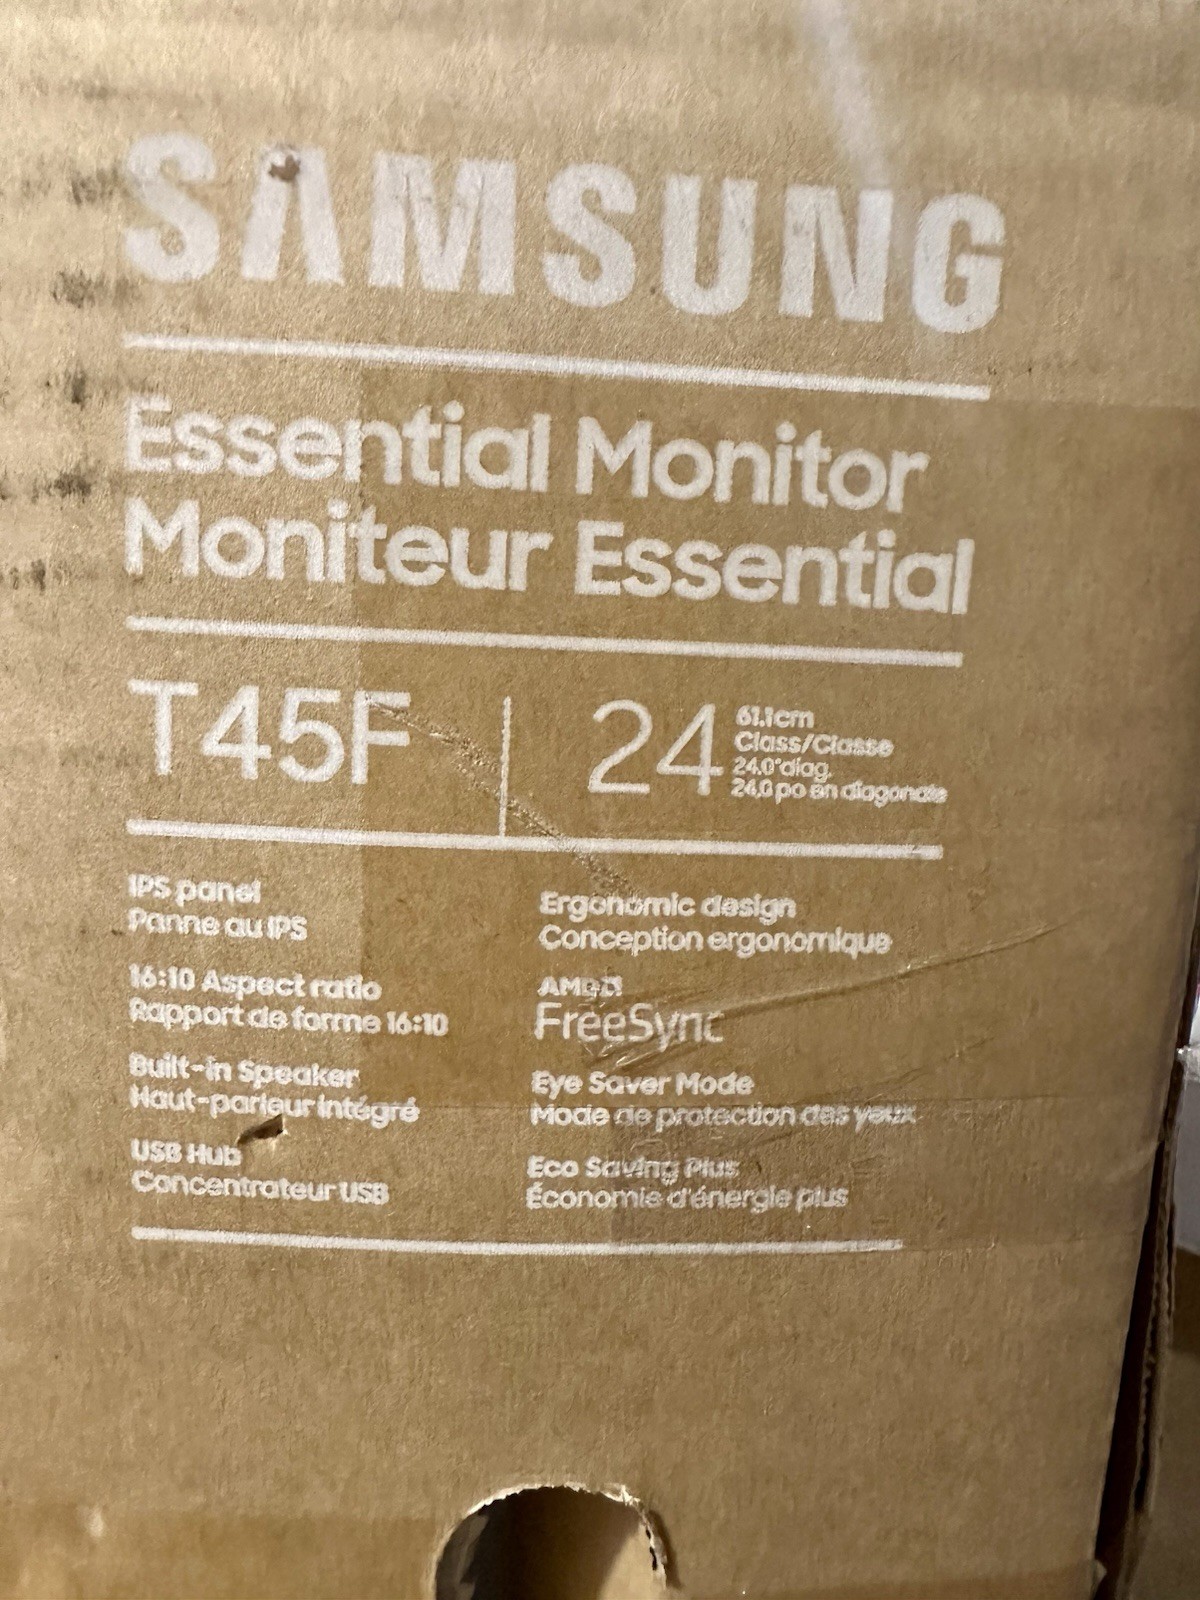 SAMSUNG
Essential Monitor
Moniteur Essential
T45F
24
61.1cm
Class/Classe
24.0"diag.
24,0 po en diagonale
IPS panel
Panne au IPS
16:10 Aspect ratio
Rapport de forme 16:10
Built-in Speaker
Haut-parleur intégré
USB Hub
Concentrateur USB
Ergonomic design
Conception ergonomique
AMD
FreeSync
Eye Saver Mode
Mode de protection des yeux
Eco Saving Plus
Économie d'énergie plus